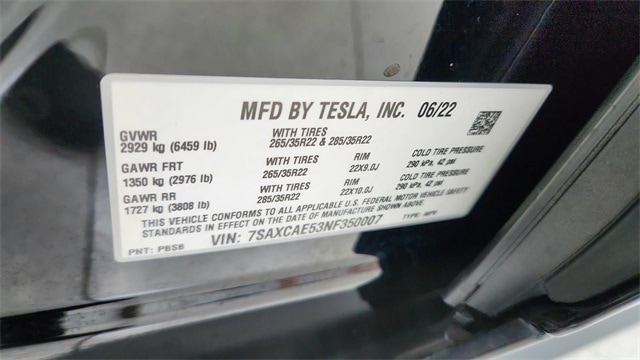 MFD BY TESLA, INC. 06/22
GVWR
2929 kg (6459 lb)
WITH TIRES
265/35R22 & 285/35R22
GAWR FRT
1350 kg (2976 lb)
WITH TIRES
265/35R22
RIM
22X9.0J
COLD TIRE PRESSURE
290 kPa, 42 psi
GAWR RR
1727 kg (3808 lb)
WITH TIRES
285/35R22
RIM
22X10.0J
COLD TIRE PRESSURE
290 kPa, 42 psi
THIS VEHICLE CONFORMS TO ALL APPLICABLE U.S. FEDERAL MOTOR VEHICLE SAFETY
STANDARDS IN EFFECT ON THE DATE OF MANUFACTURE SHOWN ABOVE.
VIN: 7SAXCAE53NF350007
TYPE: MPV
PNT: PBSB